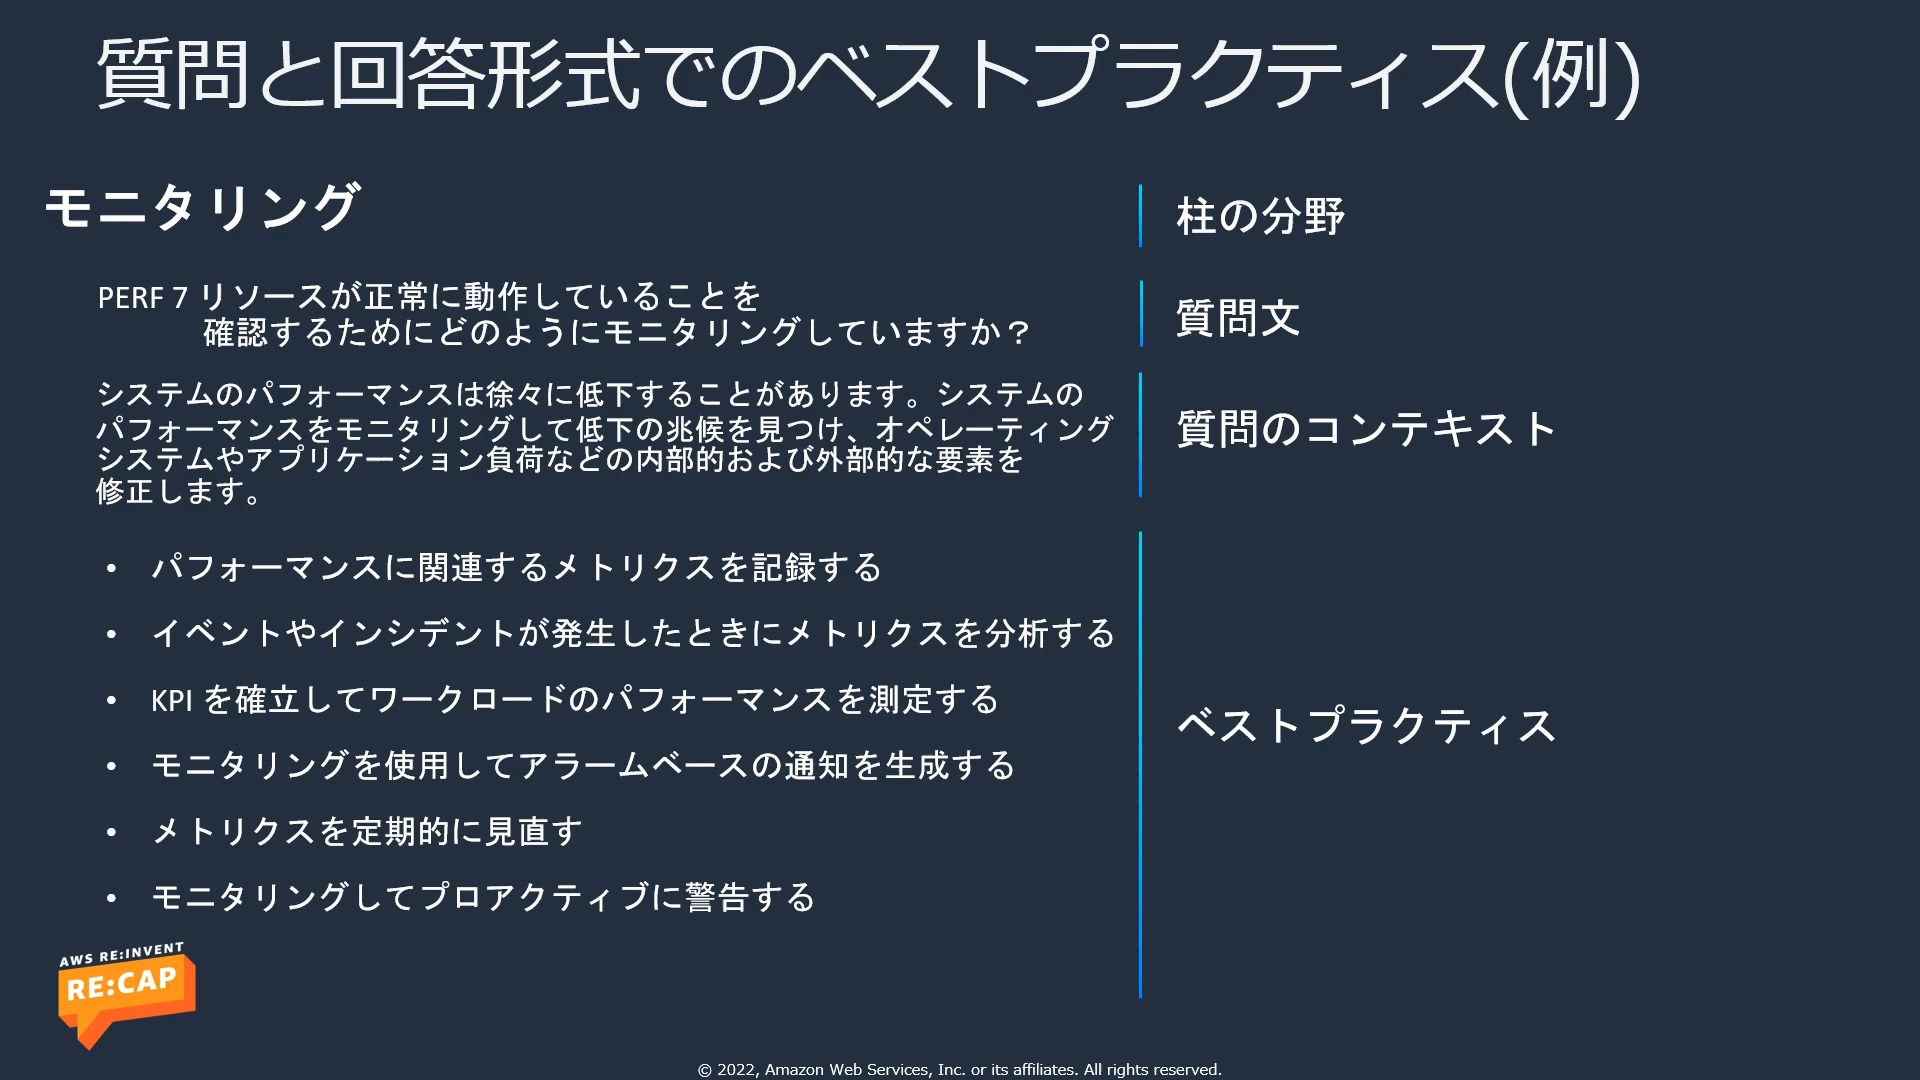 質問と回答形式でのベストプラクティス(例)
モニタリング
柱の分野
PERF 7 リソースが正常に動作していることを
確認するためにどのようにモニタリングしていますか？
質問文
システムのパフォーマンスは徐々に低下することがあります。システムの
パフォーマンスをモニタリングして低下の兆候を見つけ、オペレーティング
システムやアプリケーション負荷などの内部的および外部的な要素を
修正します。
質問のコンテキスト
• パフォーマンスに関連するメトリクスを記録する
• イベントやインシデントが発生したときにメトリクスを分析する
• KPI を確立してワークロードのパフォーマンスを測定する
• モニタリングを使用してアラームベースの通知を生成する
• メトリクスを定期的に見直す
• モニタリングしてプロアクティブに警告する
ベストプラクティス
AWS RE:INVENT
RE:CAP
© 2022, Amazon Web Services, Inc. or its affiliates. All rights reserved.